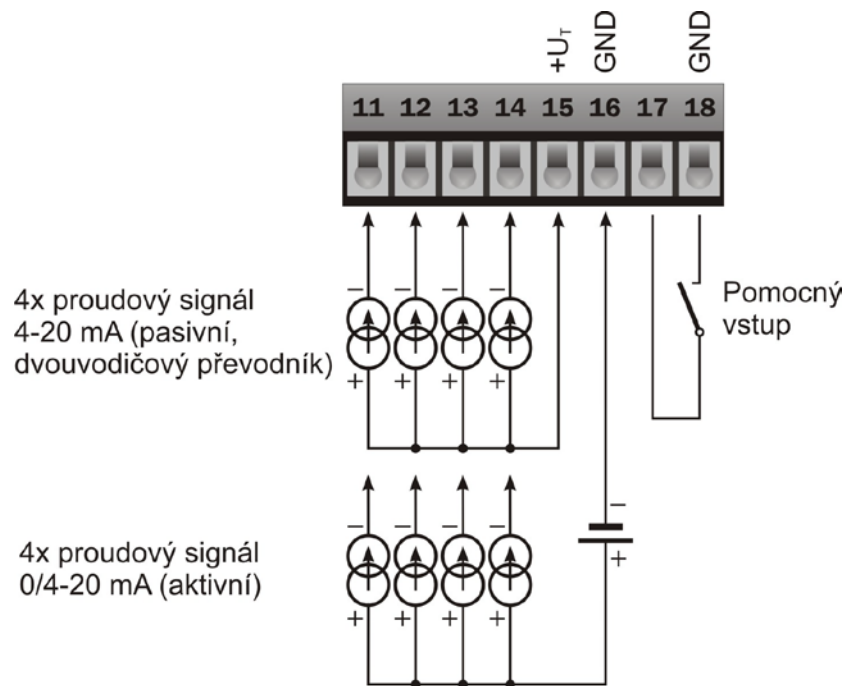 +UT GND GND
11 12 13 14 15 16 17 18
4x proudový signál
4-20 mA (pasivní,
dvouvodičový převodník)
− − − −
+ + + +
Pomocný
vstup
4x proudový signál
0/4-20 mA (aktivní)
− − − −
+ + + +
−
+